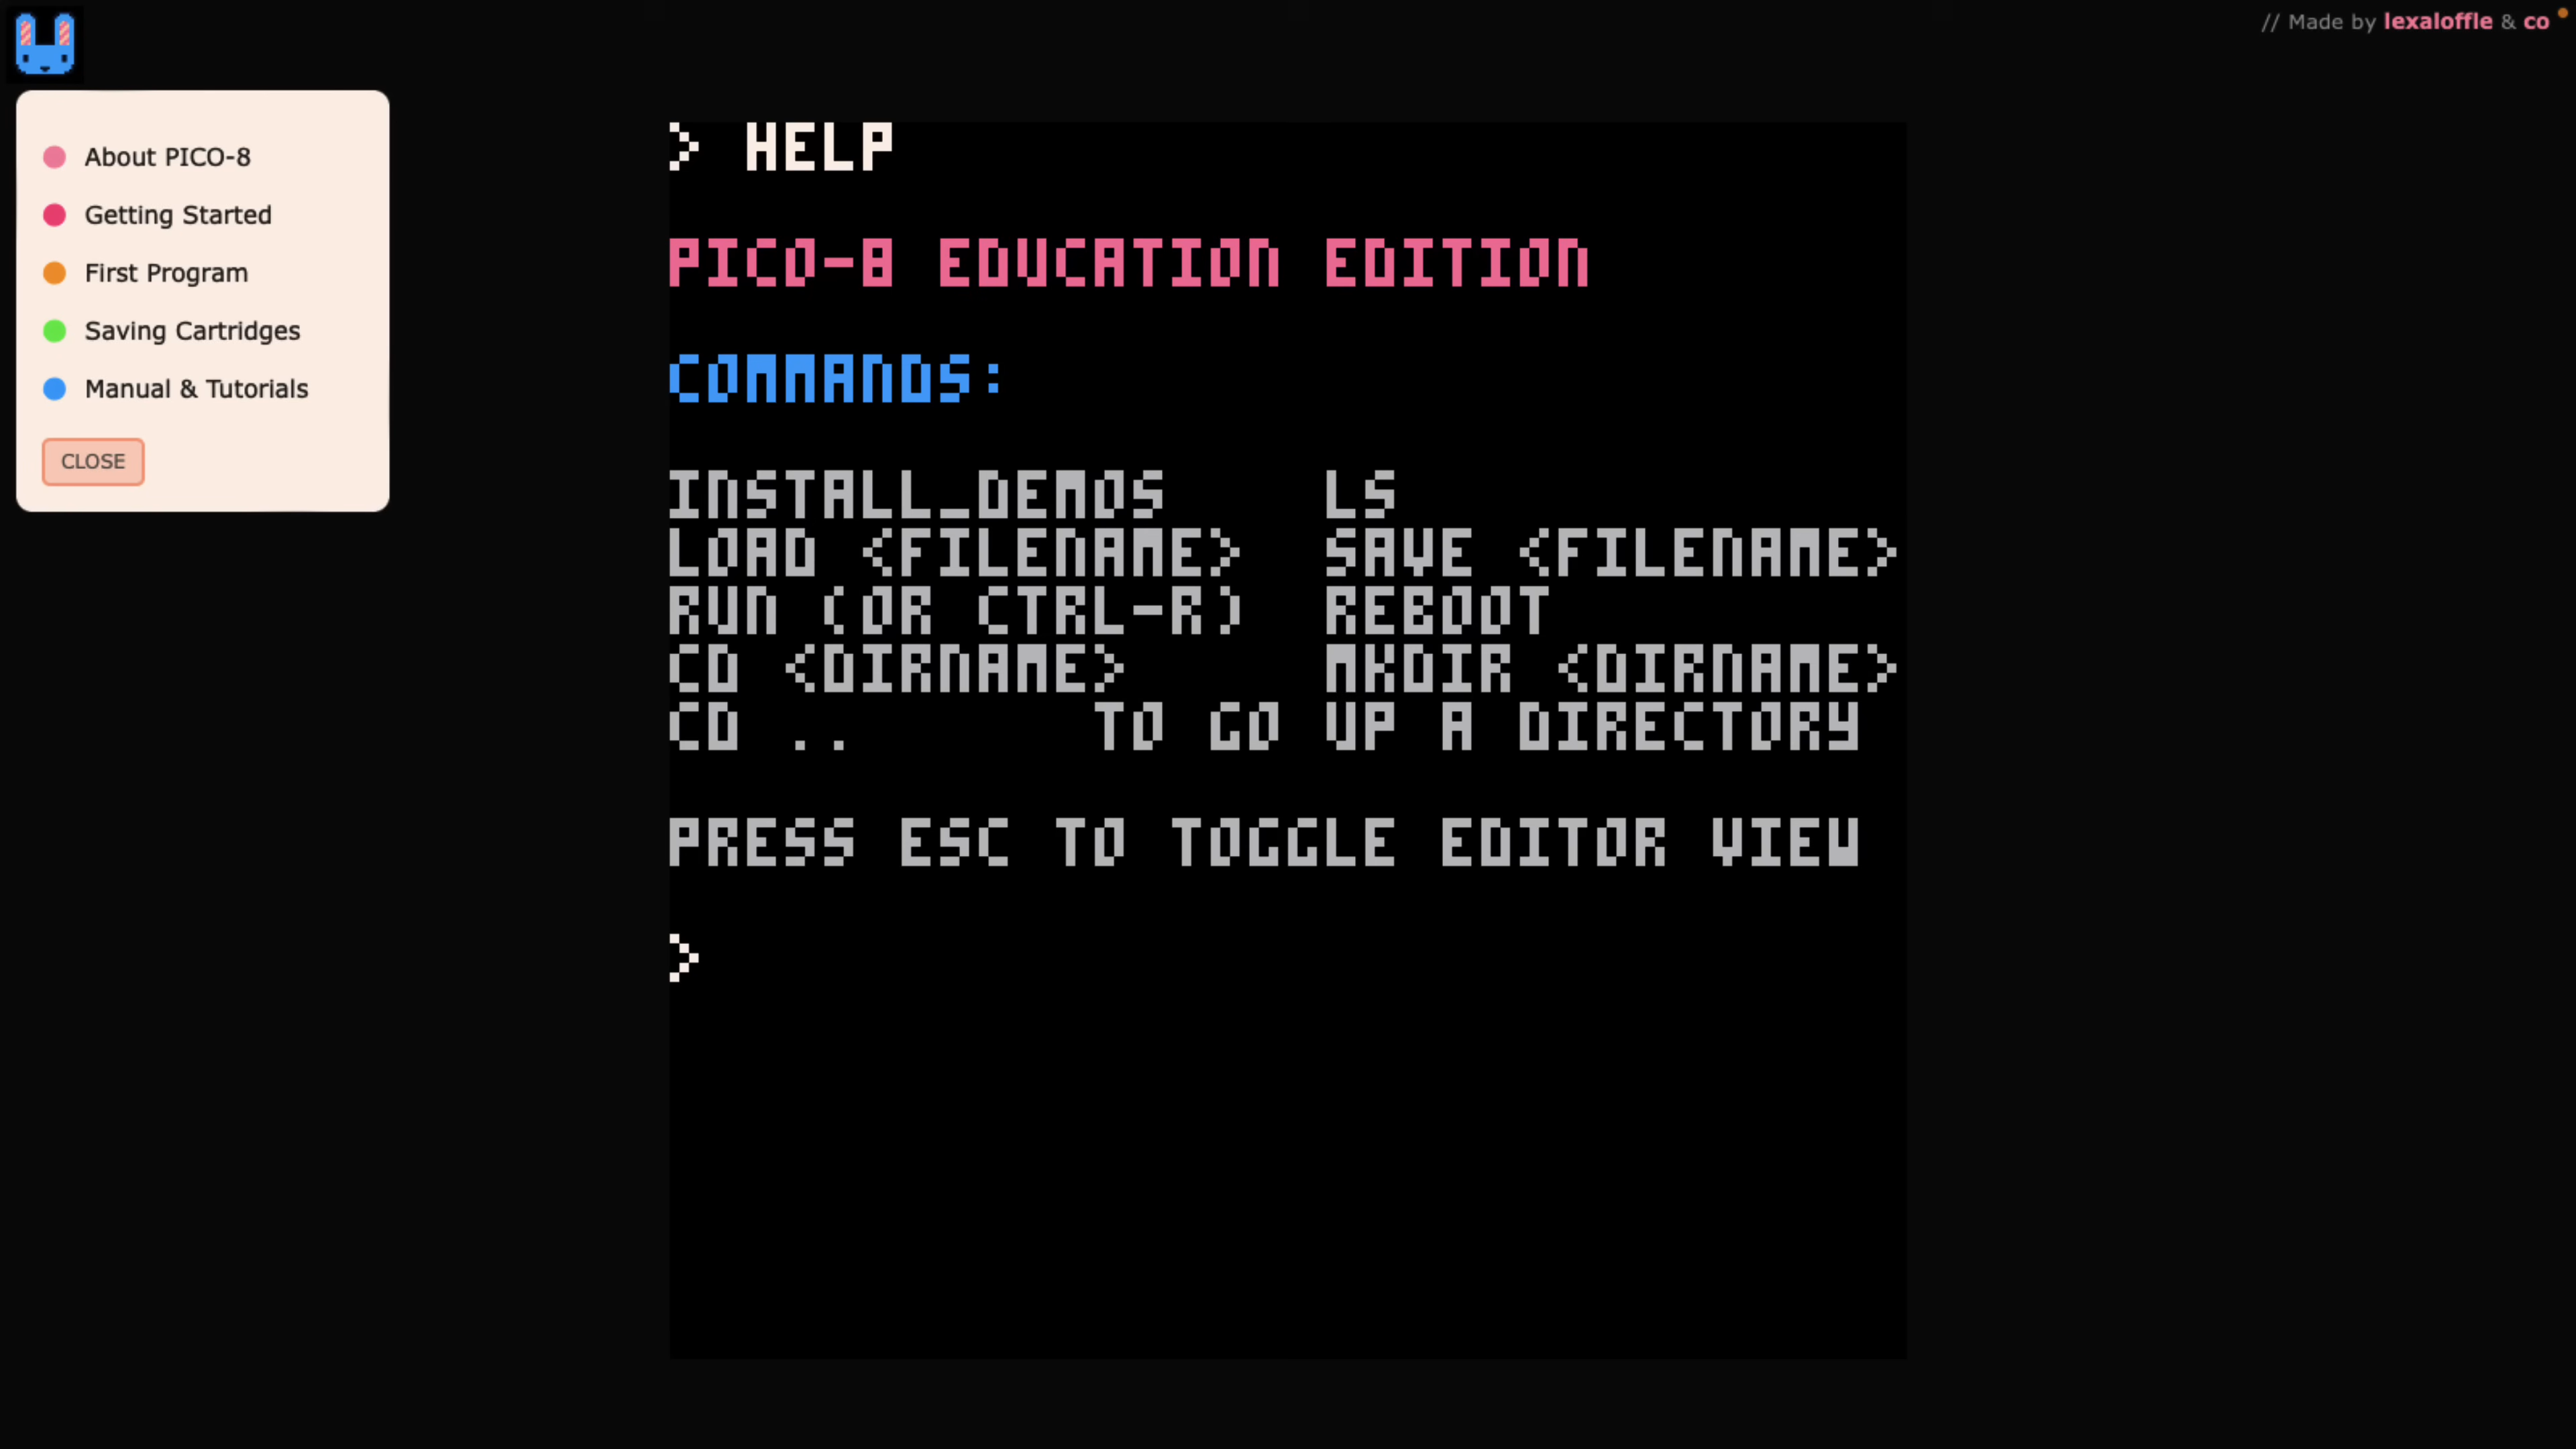 // Made by lexaloffle & co
About PICO-8
Getting Started
First Program
Saving Cartridges
Manual & Tutorials
CLOSE
> HELP
PICO-8 EDUCATION EDITION
COMMANDS:
INSTALL_DEMOS LS
LOAD <FILENAME> SAVE <FILENAME>
RUN (OR CTRL-R) REBOOT
CD <DIRNAME> MKDIR <DIRNAME>
CD .. TO GO UP A DIRECTORY
PRESS ESC TO TOGGLE EDITOR VIEW
>